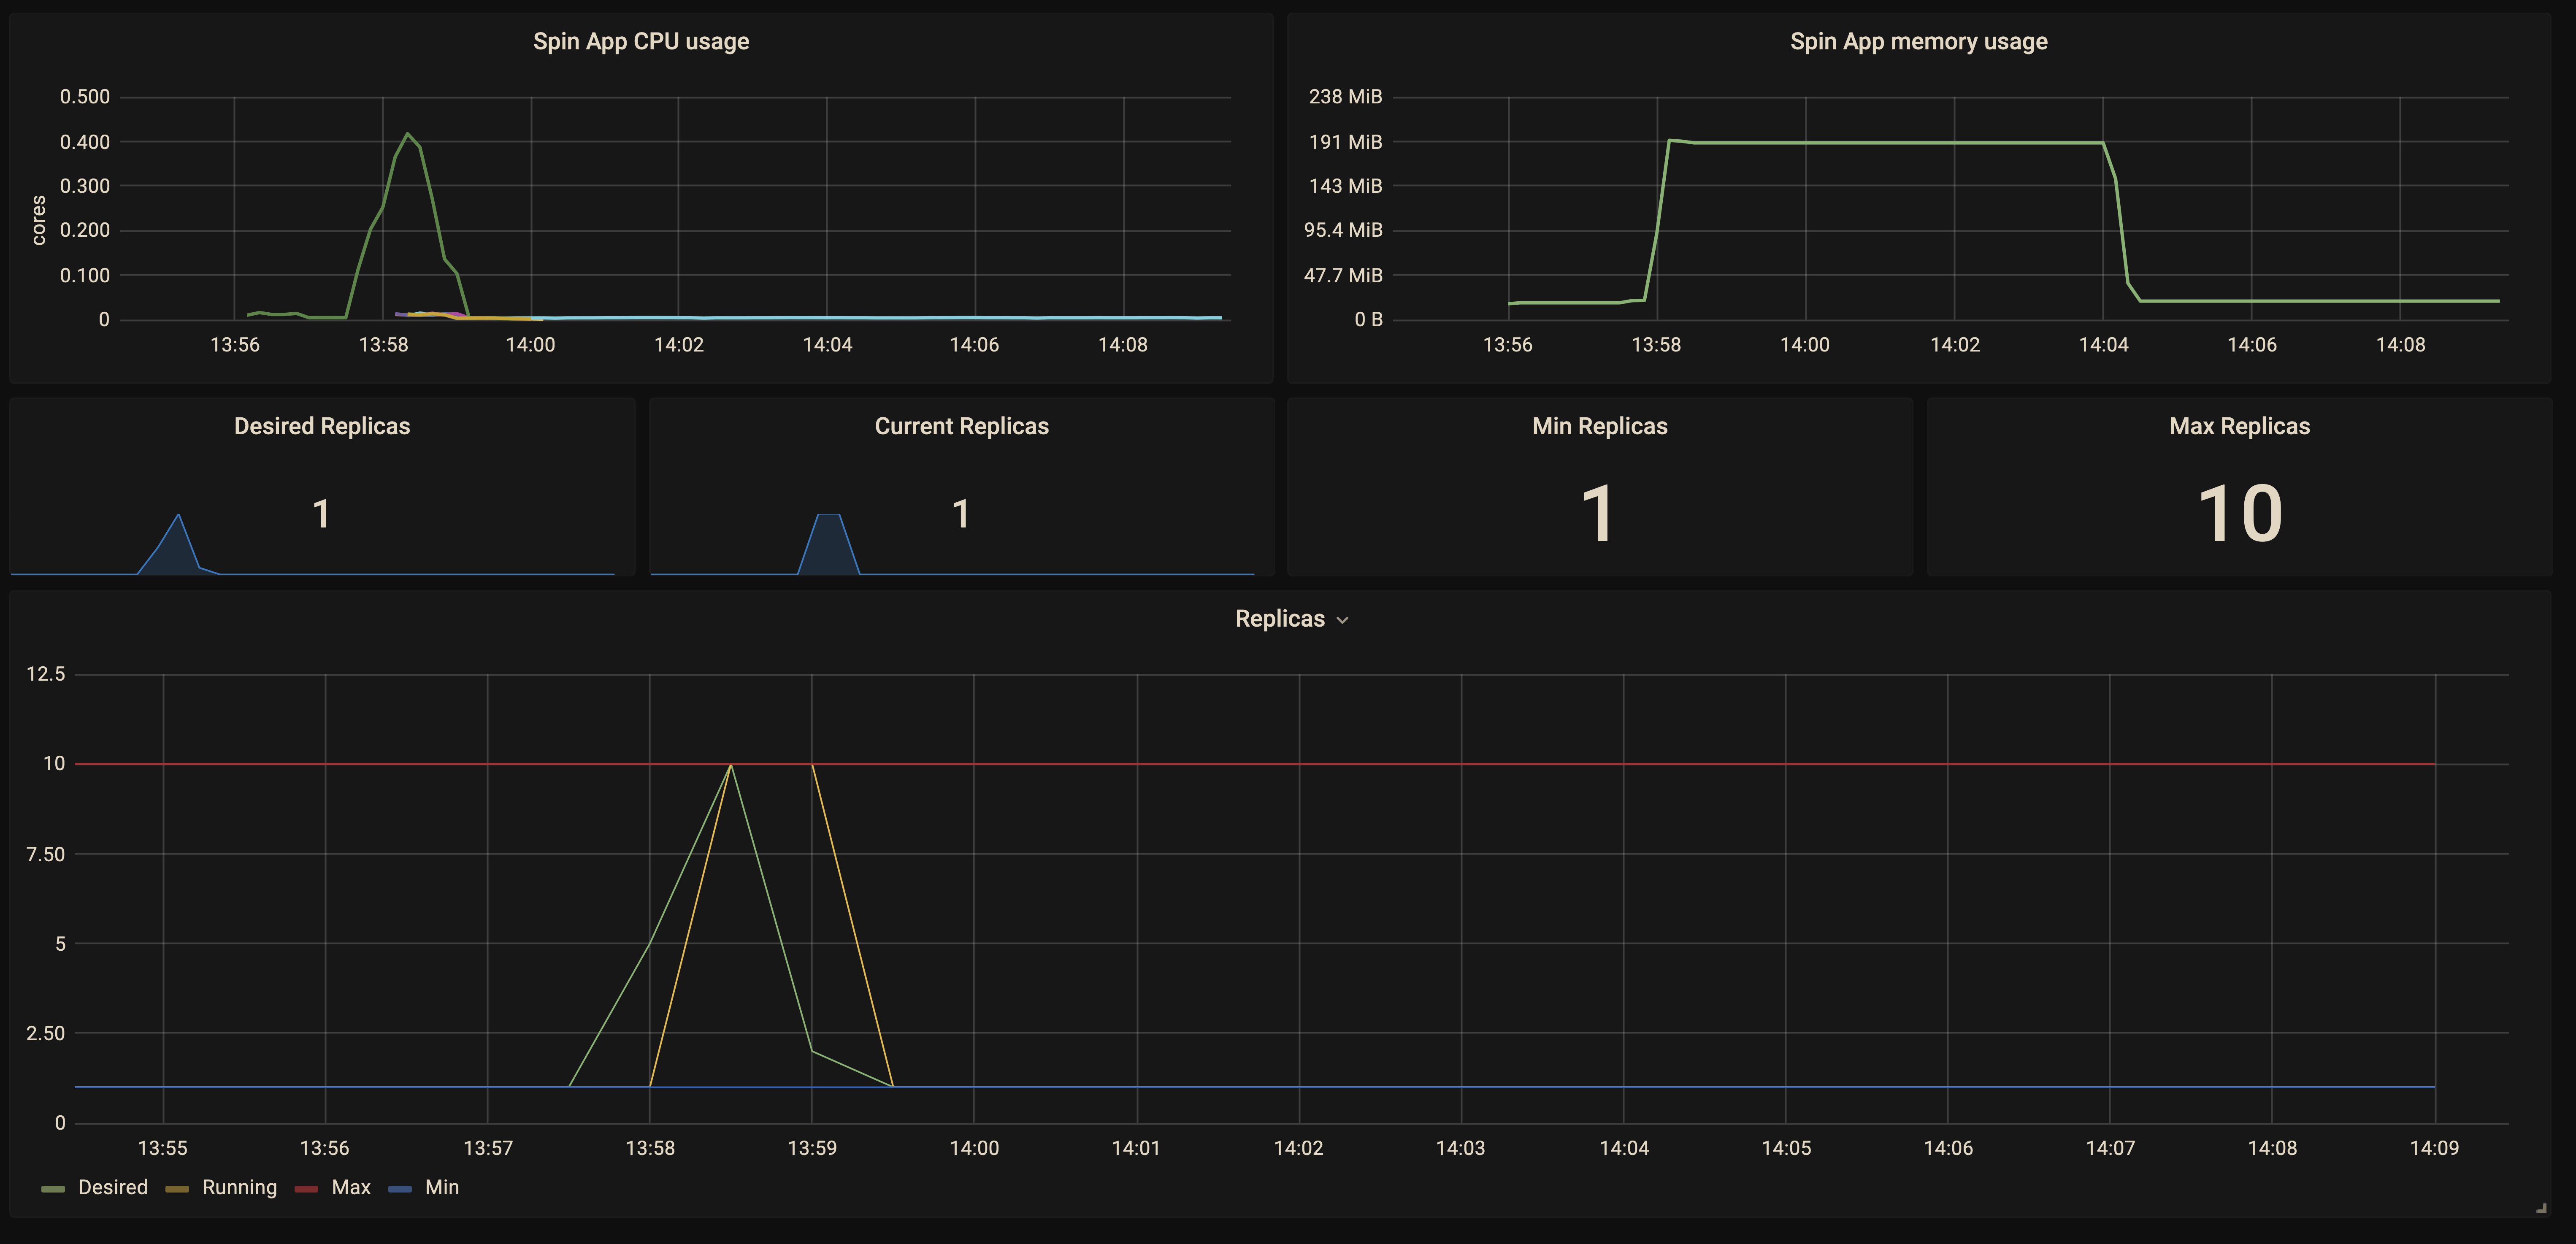 Spin App CPU usage
0.500
0.400
0.300
0.200
0.100
0
cores
13:56 13:58 14:00 14:02 14:04 14:06 14:08
Spin App memory usage
238 MiB
191 MiB
143 MiB
95.4 MiB
47.7 MiB
0 B
13:56 13:58 14:00 14:02 14:04 14:06 14:08
Desired Replicas
1
Current Replicas
1
Min Replicas
1
Max Replicas
10
Replicas
12.5
10
7.50
5
2.50
0
13:55 13:56 13:57 13:58 13:59 14:00 14:01 14:02 14:03 14:04 14:05 14:06 14:07 14:08 14:09
Desired Running Max Min